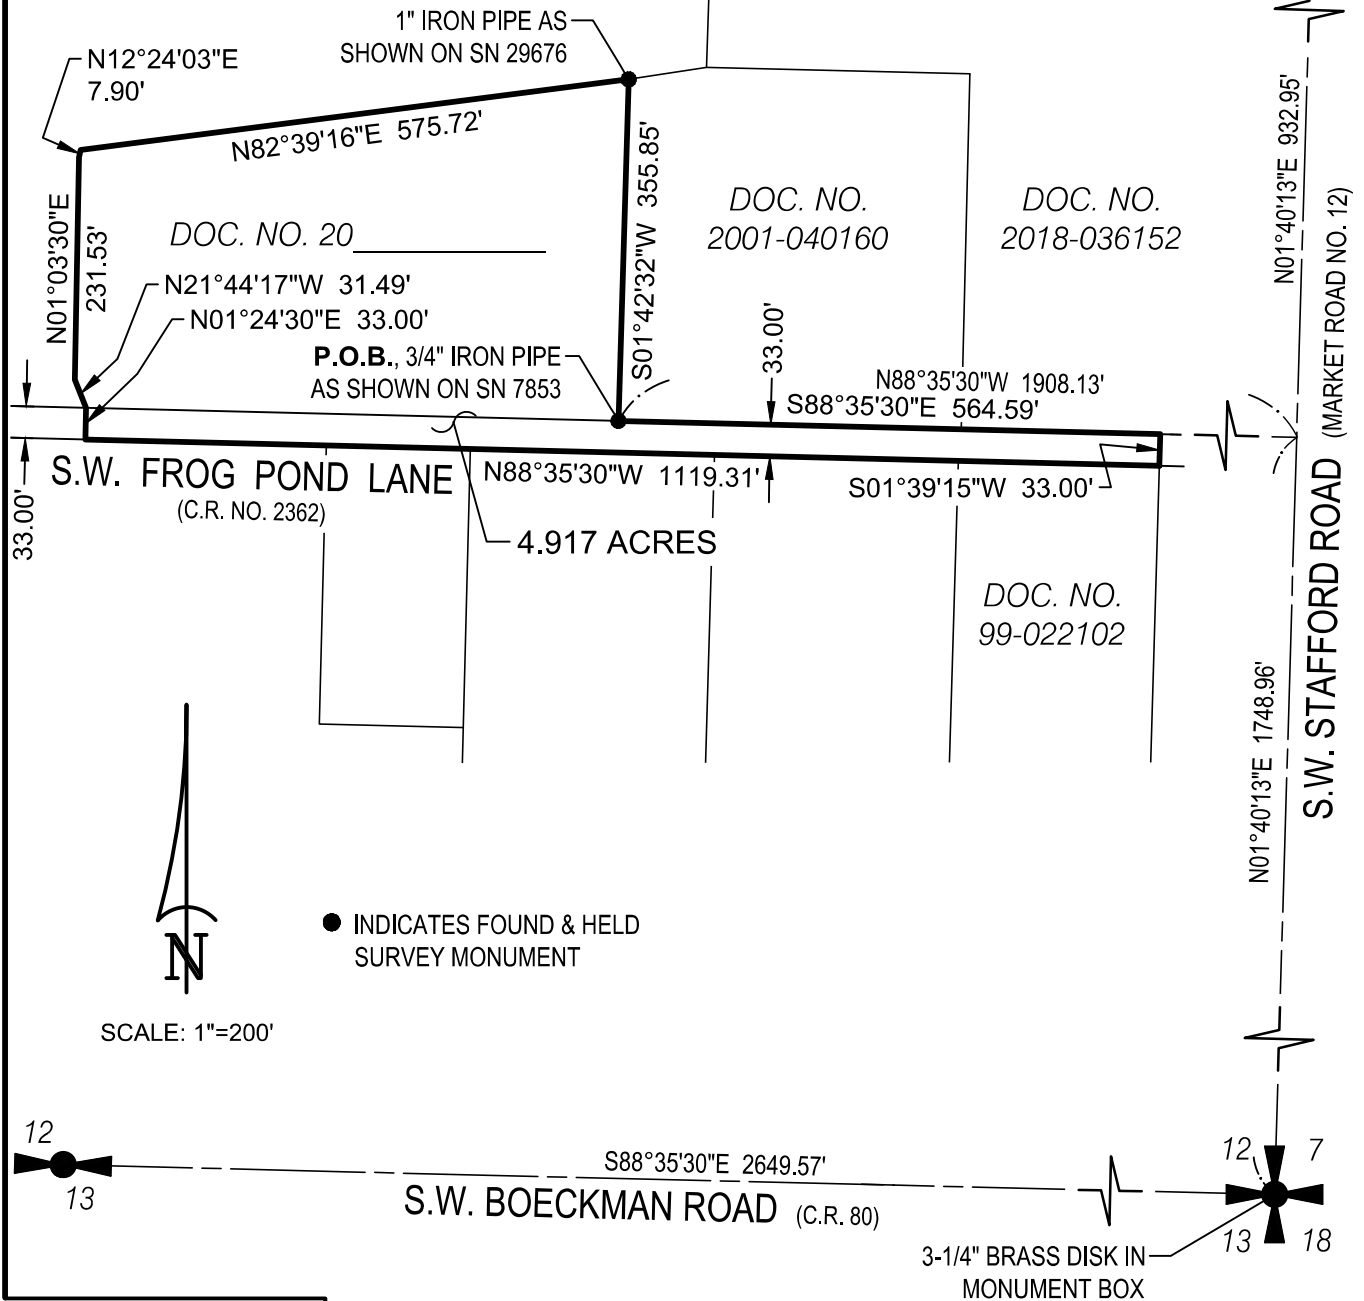 1" IRON PIPE AS
SHOWN ON SN 29676
N12°24'03"E
7.90'
N82°39'16"E 575.72'
N01°03'30"E
231.53'
DOC. NO. 20
N21°44'17"W 31.49'
N01°24'30"E 33.00'
P.O.B., 3/4" IRON PIPE
AS SHOWN ON SN 7853
S01°42'32"W 355.85'
DOC. NO.
2001-040160
DOC. NO.
2018-036152
N01°40'13"E 932.95'
(MARKET ROAD NO. 12)
33.00'
N88°35'30"W 1908.13'
S88°35'30"E 564.59'
S.W. FROG POND LANE
(C.R. NO. 2362)
33.00'
N88°35'30"W 1119.31'
S01°39'15"W 33.00'
4.917 ACRES
DOC. NO.
99-022102
S.W. STAFFORD ROAD
N01°40'13"E 1748.96'
N
INDICATES FOUND & HELD
SURVEY MONUMENT
SCALE: 1"=200'
12
13
S88°35'30"E 2649.57'
S.W. BOECKMAN ROAD (C.R. 80)
12
7
13
18
3-1/4" BRASS DISK IN
MONUMENT BOX